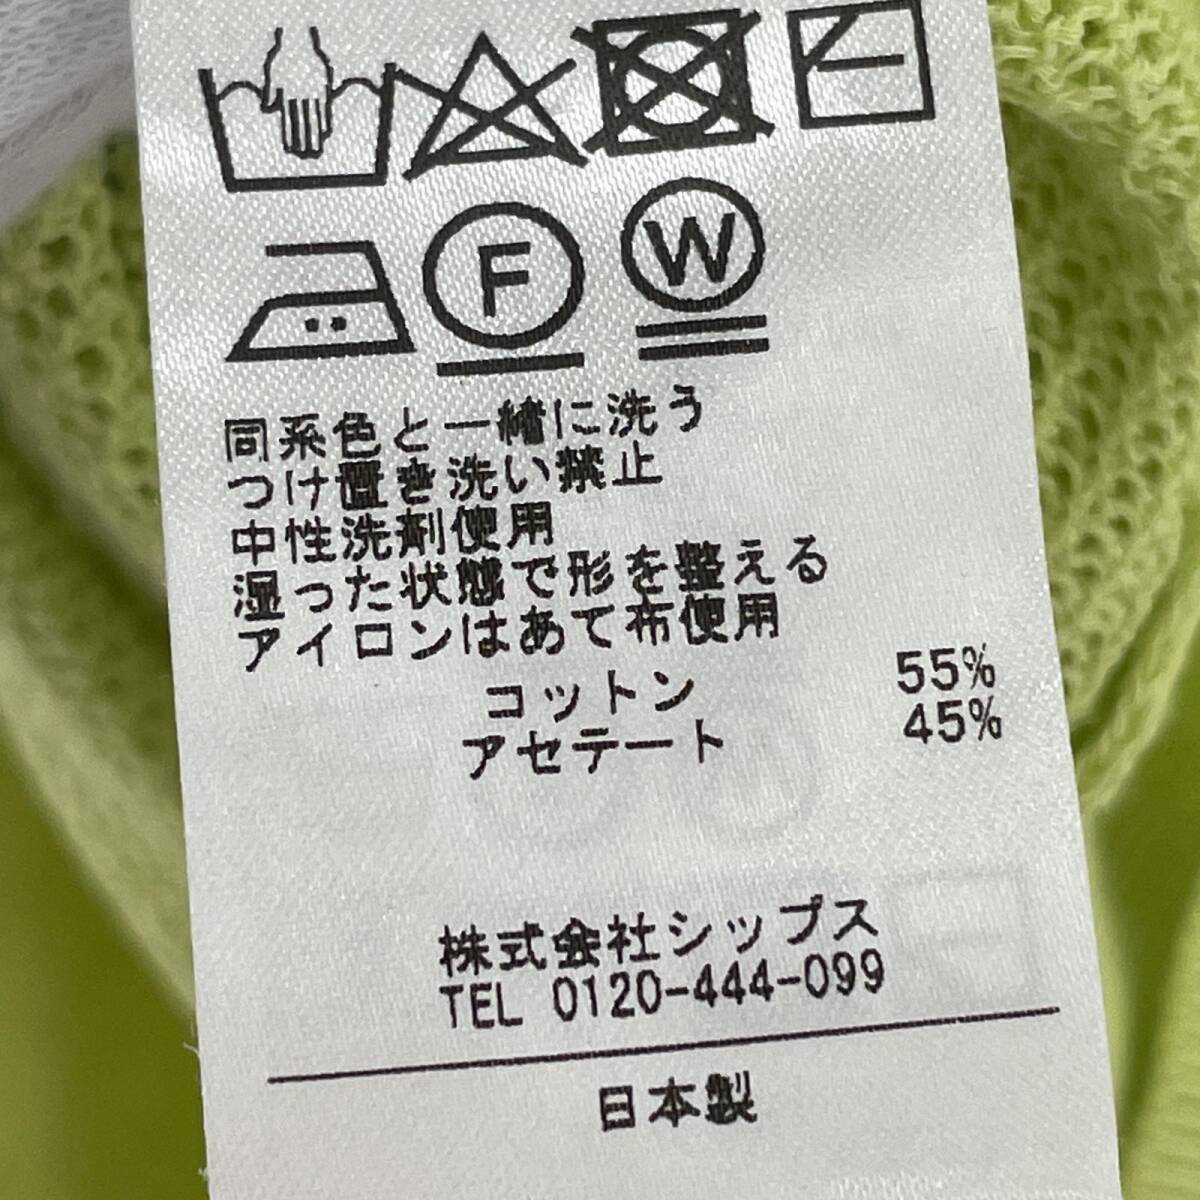 F W
同系色と一緒に洗う
つけ置き洗い禁止
中性洗剤使用
湿った状態で形を整える
アイロンはあて布使用
コットン 55%
アセテート 45%
株式会社シップス
TEL 0120-444-099
日本製